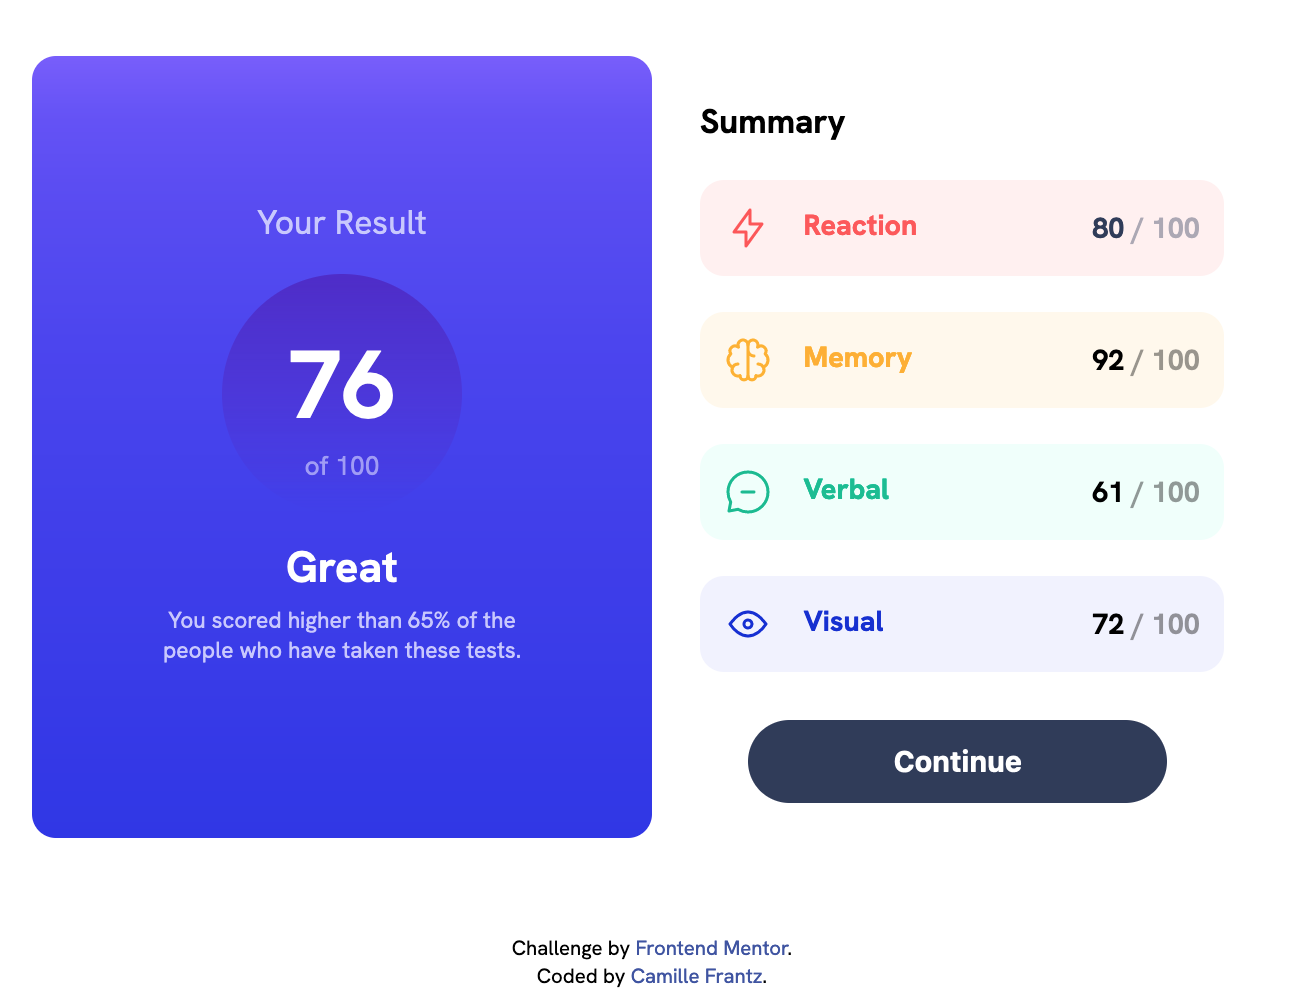 Your Result
76
of 100
Great
You scored higher than 65% of the
people who have taken these tests.
Summary
Reaction 80 / 100
Memory 92 / 100
Verbal 61 / 100
Visual 72 / 100
Continue
Challenge by Frontend Mentor.
Coded by Camille Frantz.